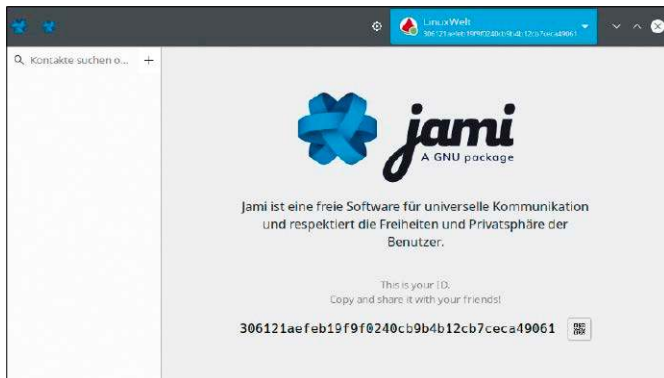 LinuxWelt
306121aefeb19f9f0240cb9b4b12cb7ceca49061
Kontakte suchen o... +
jami
A GNU package
Jami ist eine freie Software für universelle Kommunikation
und respektiert die Freiheiten und Privatsphäre der
Benutzer.
This is your ID.
Copy and share it with your friends!
306121aefeb19f9f0240cb9b4b12cb7ceca49061